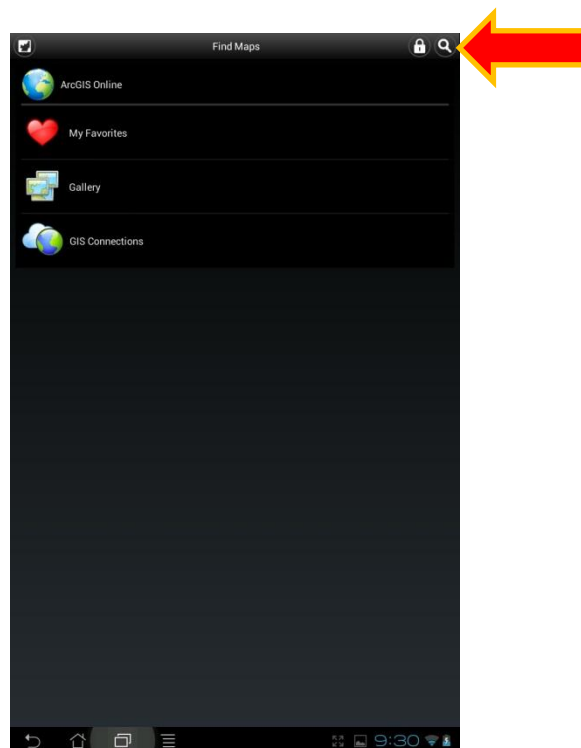 Find Maps
ArcGIS Online
My Favorites
Gallery
GIS Connections
9:30